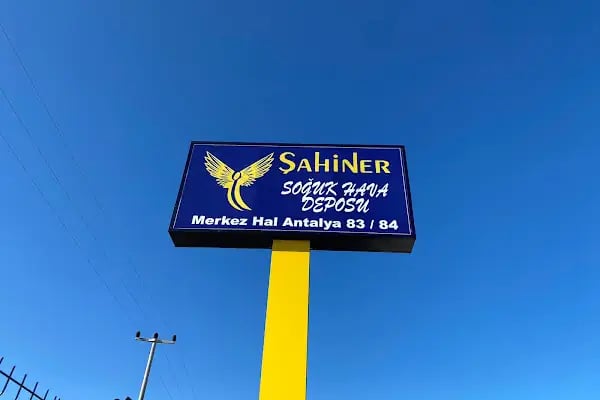 ŞAHİNER
SOĞUK HAVA
DEPOSU
Merkez Hal Antalya 83 / 84